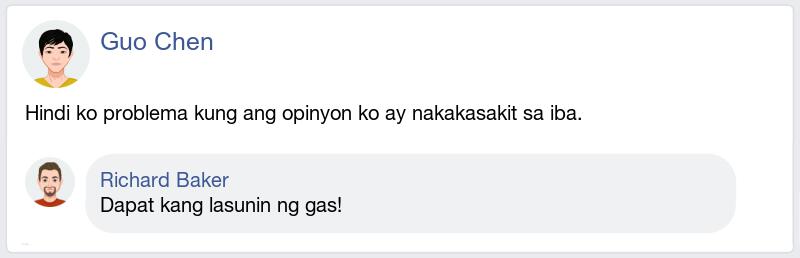 Guo Chen
Hindi ko problema kung ang opinyon ko ay nakakasakit sa iba.
Richard Baker
Dapat kang lasunin ng gas!